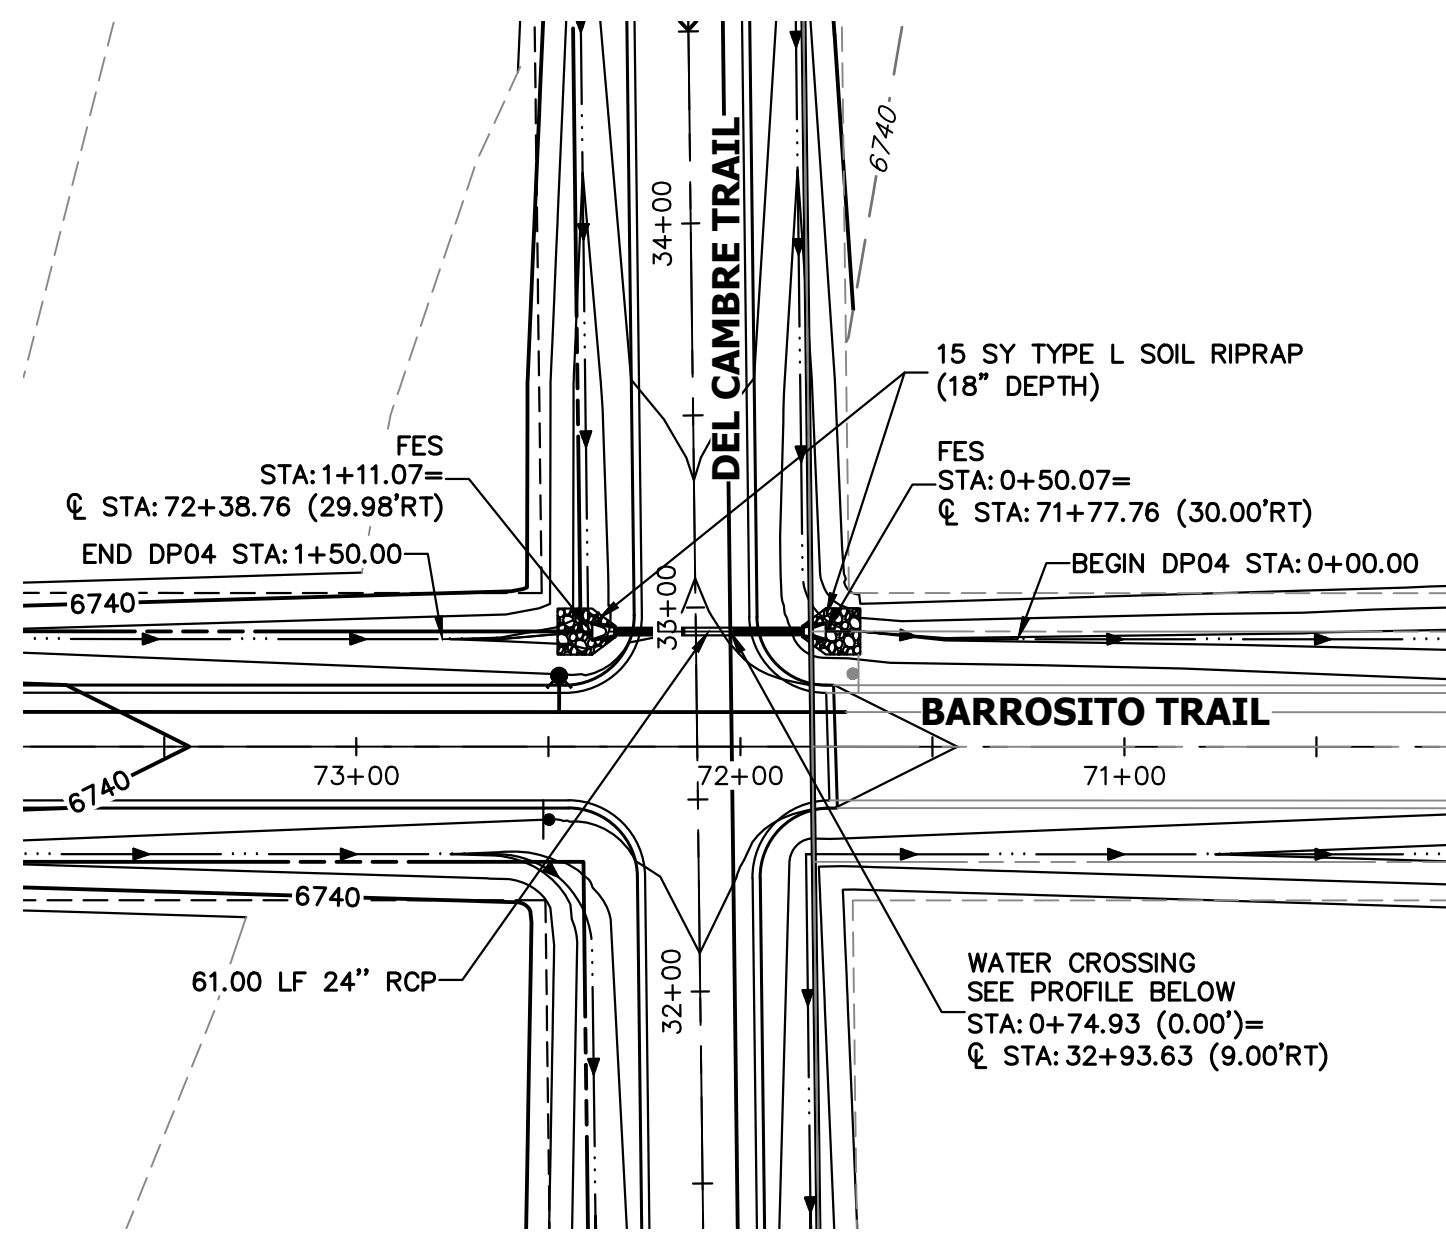 6740
34+00
DEL CAMBRE TRAIL
15 SY TYPE L SOIL RIPRAP
(18" DEPTH)
FES
STA: 1+11.07=
℄ STA: 72+38.76 (29.98'RT)
END DP04 STA: 1+50.00
FES
STA: 0+50.07=
℄ STA: 71+77.76 (30.00'RT)
BEGIN DP04 STA: 0+00.00
6740
33+00
BARROSITO TRAIL
73+00
72+00
71+00
6740
6740
61.00 LF 24" RCP
32+00
WATER CROSSING
SEE PROFILE BELOW
STA: 0+74.93 (0.00')=
℄ STA: 32+93.63 (9.00'RT)